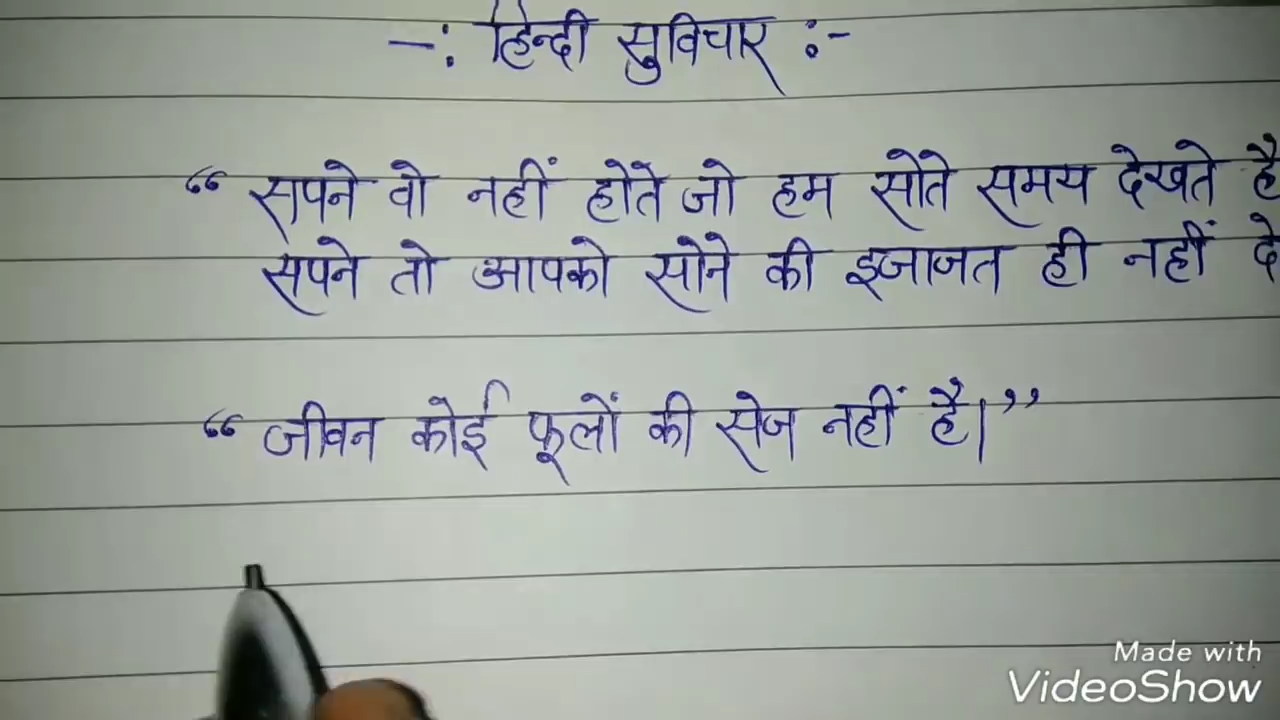 -: हिन्दी सुविचार :-
“ सपने वो नहीं होते जो हम सोते समय देखते है
सपने तो आपको सोने की इजाजत ही नहीं दे
“ जीवन कोई फूलों की सेज नहीं है।”
Made with
VideoShow